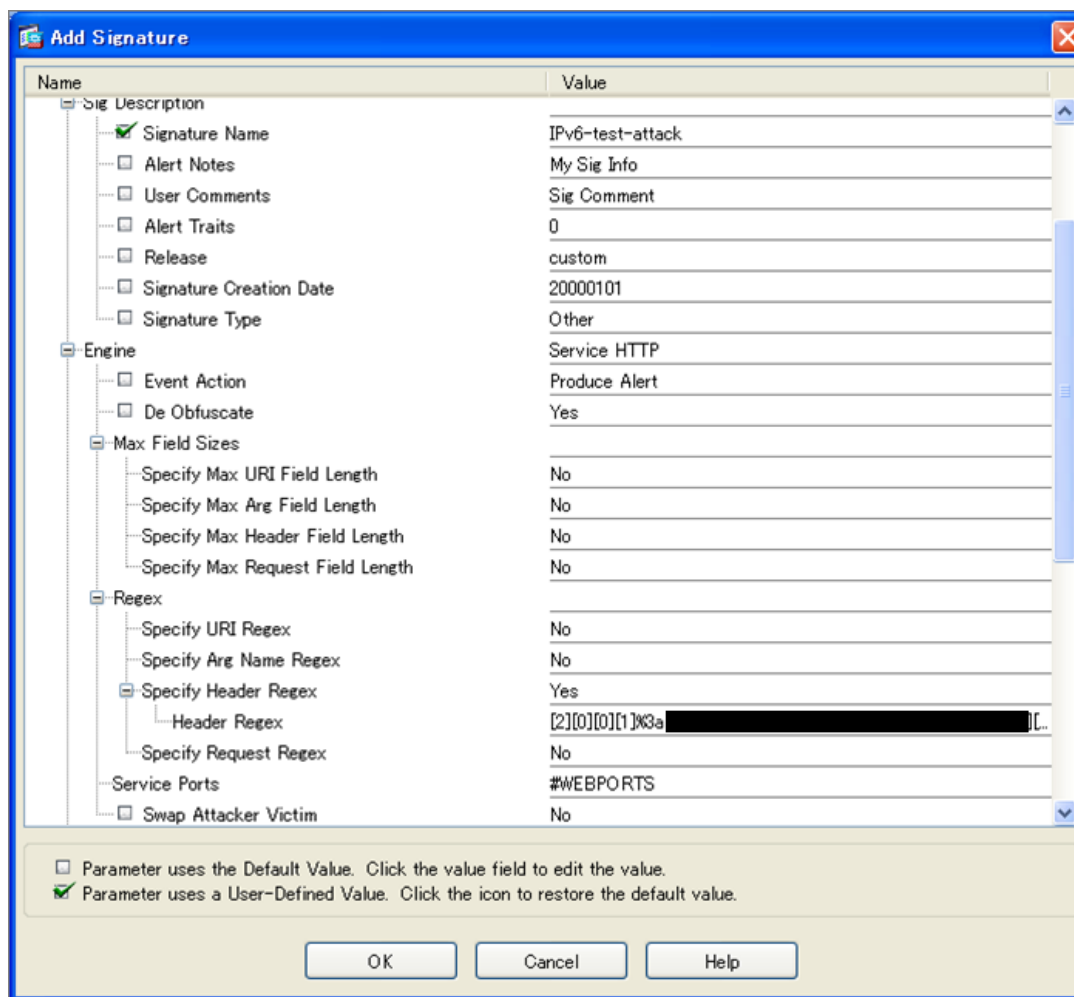 Add Signature
Name Value
Sig Description
Signature Name IPv6-test-attack
Alert Notes My Sig Info
User Comments Sig Comment
Alert Traits 0
Release custom
Signature Creation Date 20000101
Signature Type Other
Engine Service HTTP
Event Action Produce Alert
De Obfuscate Yes
Max Field Sizes
Specify Max URI Field Length No
Specify Max Arg Field Length No
Specify Max Header Field Length No
Specify Max Request Field Length No
Regex
Specify URI Regex No
Specify Arg Name Regex No
Specify Header Regex Yes
Header Regex [2][0][0][1]%3a ][...
Specify Request Regex No
Service Ports #WEBPORTS
Swap Attacker Victim No
Parameter uses the Default Value. Click the value field to edit the value.
Parameter uses a User-Defined Value. Click the icon to restore the default value.
OK Cancel Help